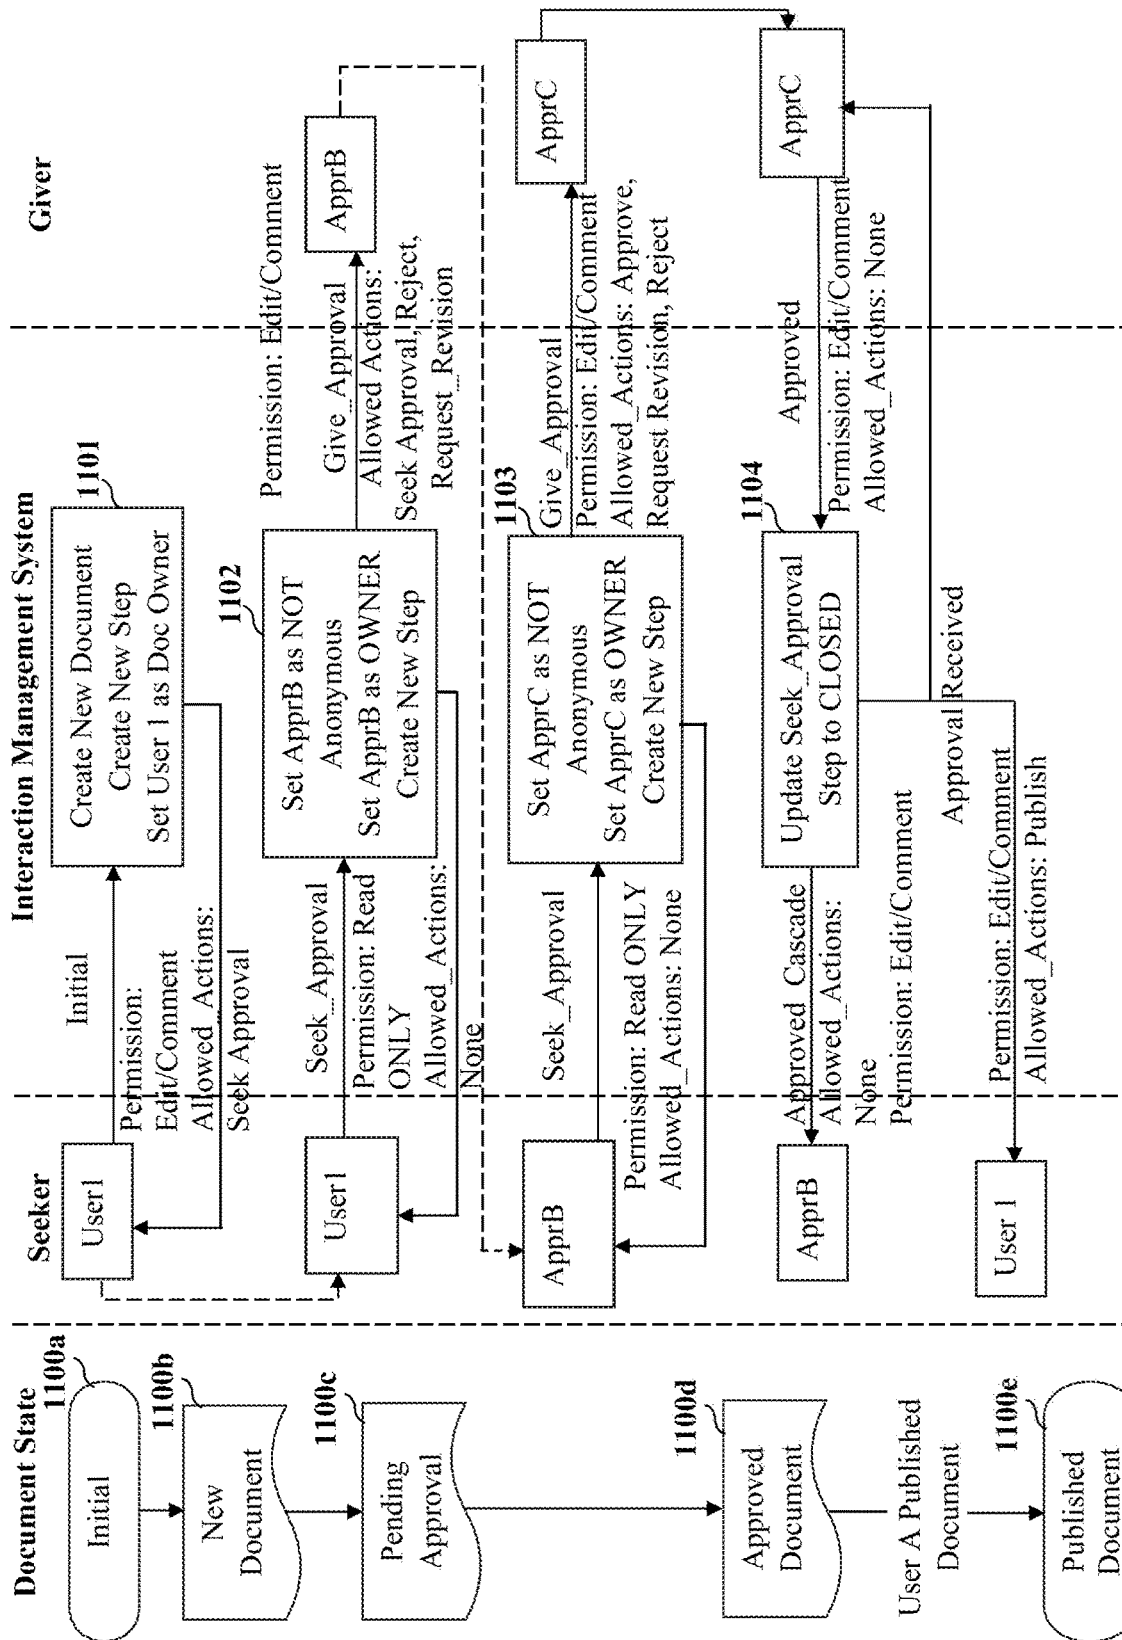 Document State
Seeker
Interaction Management System
Giver
1100a
Initial
1100b
New
Document
1100c
Pending
Approval
1100d
Approved
Document
User A Published
Document
1100e
Published
Document
User1
Initial
Permission:
Edit/Comment
Allowed_Actions:
Seek Approval
1101
Create New Document
Create New Step
Set User 1 as Doc Owner
User1
Seek_Approval
Permission: Read
ONLY
Allowed_Actions:
None
1102
Set ApprB as NOT
Anonymous
Set ApprB as OWNER
Create New Step
Permission: Edit/Comment
Give_Approval
Allowed Actions:
Seek Approval, Reject,
Request_Revision
ApprB
ApprB
Seek_Approval
Permission: Read ONLY
Allowed_Actions: None
1103
Set ApprC as NOT
Anonymous
Set ApprC as OWNER
Create New Step
Give_Approval
Permission: Edit/Comment
Allowed_Actions: Approve,
Request Revision, Reject
ApprC
ApprB
Approved Cascade
Allowed_Actions:
None
Permission: Edit/Comment
1104
Update Seek_Approval
Step to CLOSED
Approved
Permission: Edit/Comment
Allowed_Actions: None
ApprC
Approval Received
User 1
Permission: Edit/Comment
Allowed_Actions: Publish